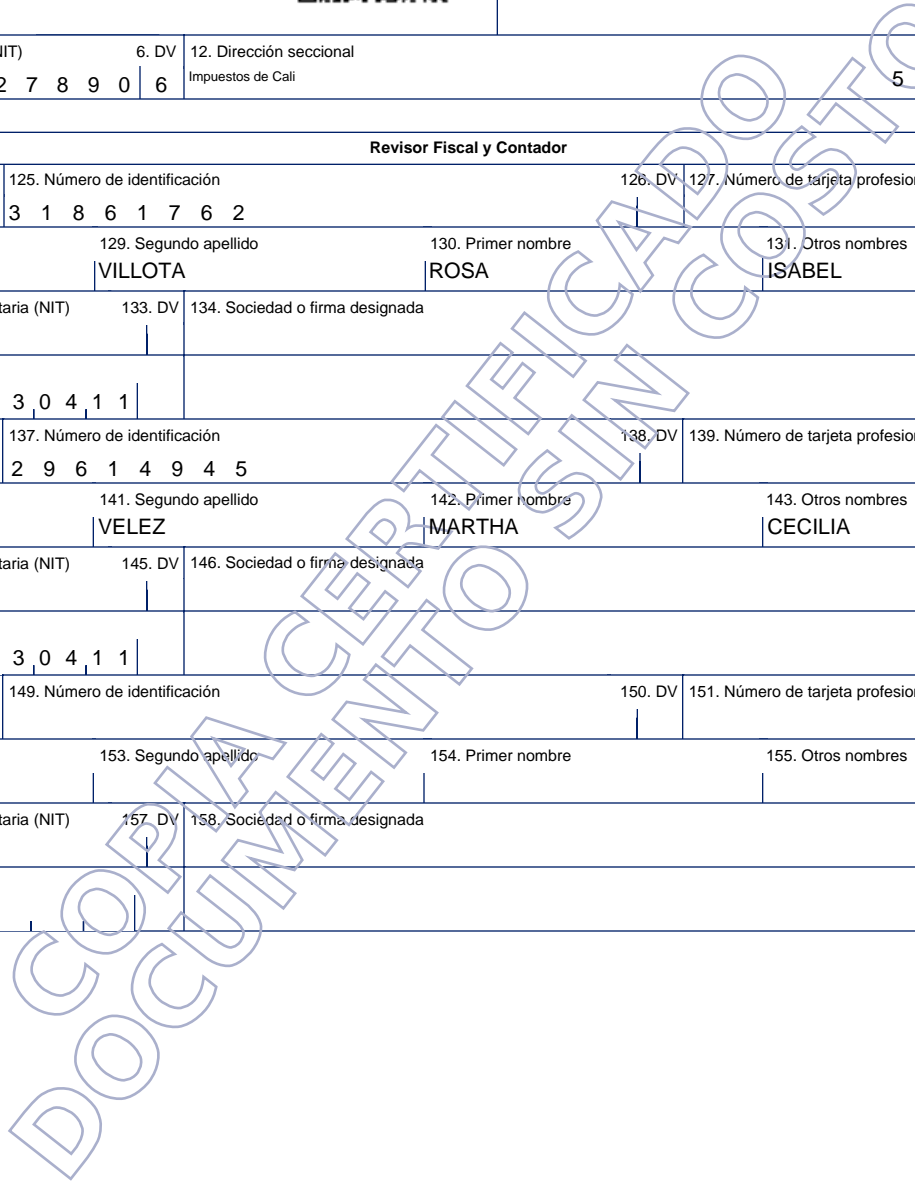 NIT) 6. DV 12. Dirección seccional
2 7 8 9 0 6 Impuestos de Cali 5
Revisor Fiscal y Contador
125. Número de identificación 126. DV 127. Número de tarjeta profesion
3 1 8 6 1 7 6 2
129. Segundo apellido 130. Primer nombre 131. Otros nombres
VILLOTA ROSA ISABEL
taria (NIT) 133. DV 134. Sociedad o firma designada
3 0 4 1 1
137. Número de identificación 138. DV 139. Número de tarjeta profesion
2 9 6 1 4 9 4 5
141. Segundo apellido 142. Primer nombre 143. Otros nombres
VELEZ MARTHA CECILIA
taria (NIT) 145. DV 146. Sociedad o firma designada
3 0 4 1 1
149. Número de identificación 150. DV 151. Número de tarjeta profesion
153. Segundo apellido 154. Primer nombre 155. Otros nombres
taria (NIT) 157. DV 158. Sociedad o firma designada
COPIA CERTIFICADO
DOCUMENTO SIN COSTO